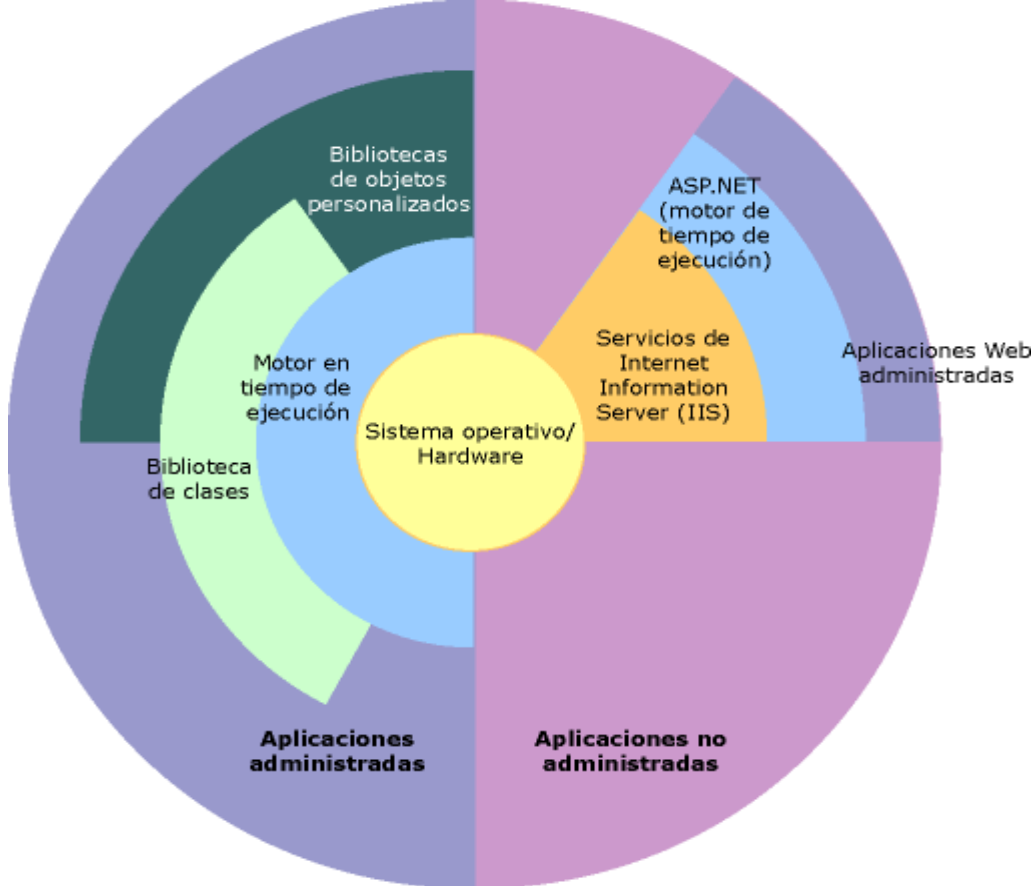 Bibliotecas
de objetos
personalizados
ASP.NET
(motor de
tiempo de
ejecución)
Motor en
tiempo de
ejecución
Servicios de
Internet
Information
Server (IIS)
Aplicaciones Web
administradas
Sistema operativo/
Hardware
Biblioteca
de clases
Aplicaciones
administradas
Aplicaciones no
administradas